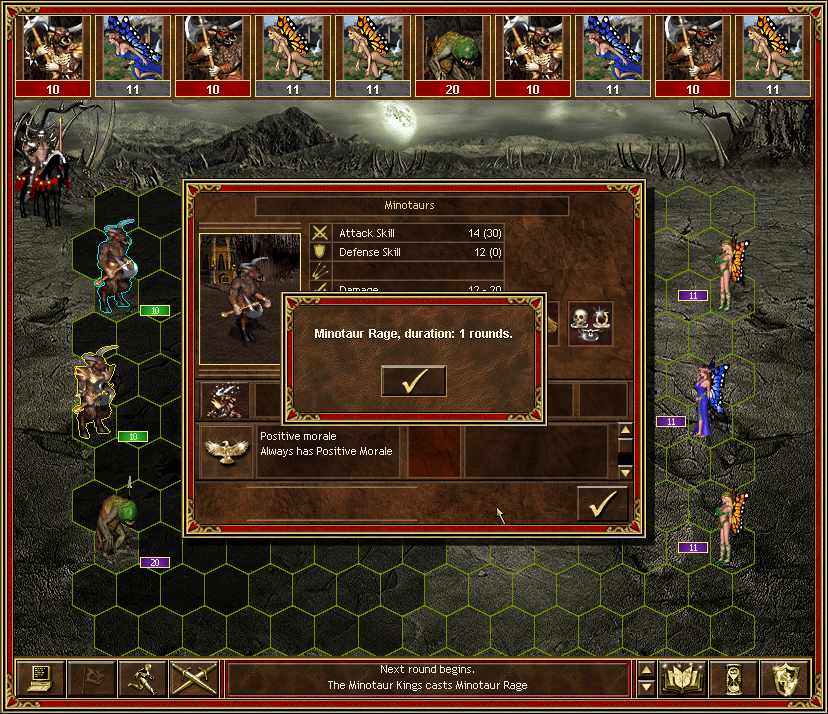 10
11
10
11
11
20
10
11
10
11
Minotaurs
Attack Skill 14 (30)
Defense Skill 12 (0)
Damage 12 - 20
Minotaur Rage, duration: 1 rounds.
Positive morale
Always has Positive Morale
10
11
10
11
20
11
Next round begins.
The Minotaur Kings casts Minotaur Rage